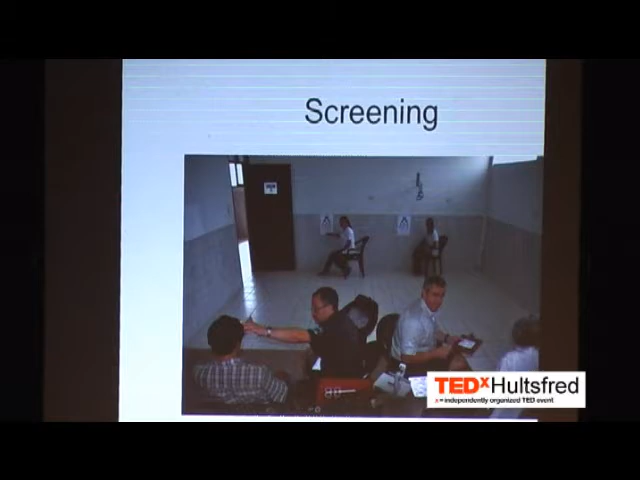 Screening
TEDxHultsfred
x = independently organized TED event